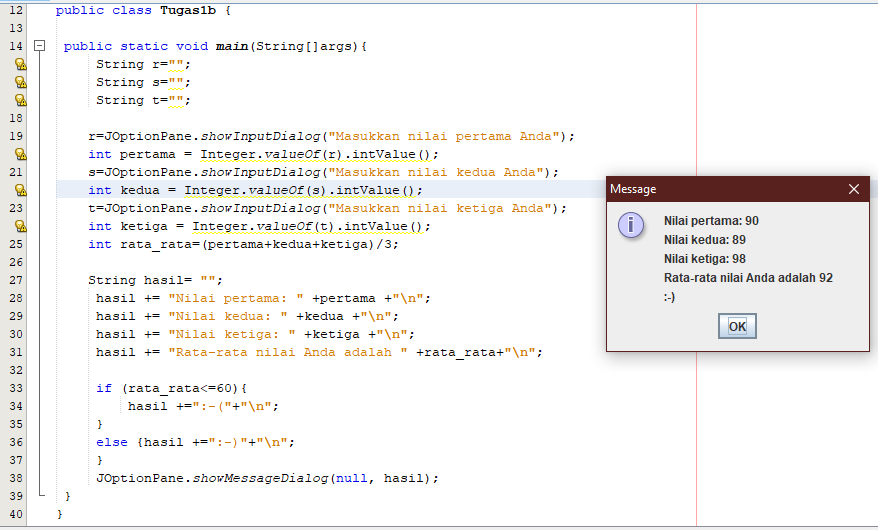 12 public class Tugas1b {
13
14 public static void main(String[]args){
String r="";
String s="";
String t="";
18
19 r=JOptionPane.showInputDialog("Masukkan nilai pertama Anda");
int pertama = Integer.valueOf(r).intValue();
21 s=JOptionPane.showInputDialog("Masukkan nilai kedua Anda");
int kedua = Integer.valueOf(s).intValue();
23 t=JOptionPane.showInputDialog("Masukkan nilai ketiga Anda");
int ketiga = Integer.valueOf(t).intValue();
25 int rata_rata=(pertama+kedua+ketiga)/3;
26
27 String hasil= "";
28 hasil += "Nilai pertama: " +pertama +"\n";
29 hasil += "Nilai kedua: " +kedua +"\n";
30 hasil += "Nilai ketiga: " +ketiga +"\n";
31 hasil += "Rata-rata nilai Anda adalah " +rata_rata+"\n";
32
33 if (rata_rata<=60){
34 hasil +=":-("+"\n";
35 }
36 else {hasil +=":-)"+"\n";
37 }
38 JOptionPane.showMessageDialog(null, hasil);
39 }
40 }
Message
Nilai pertama: 90
Nilai kedua: 89
Nilai ketiga: 98
Rata-rata nilai Anda adalah 92
:-)
OK